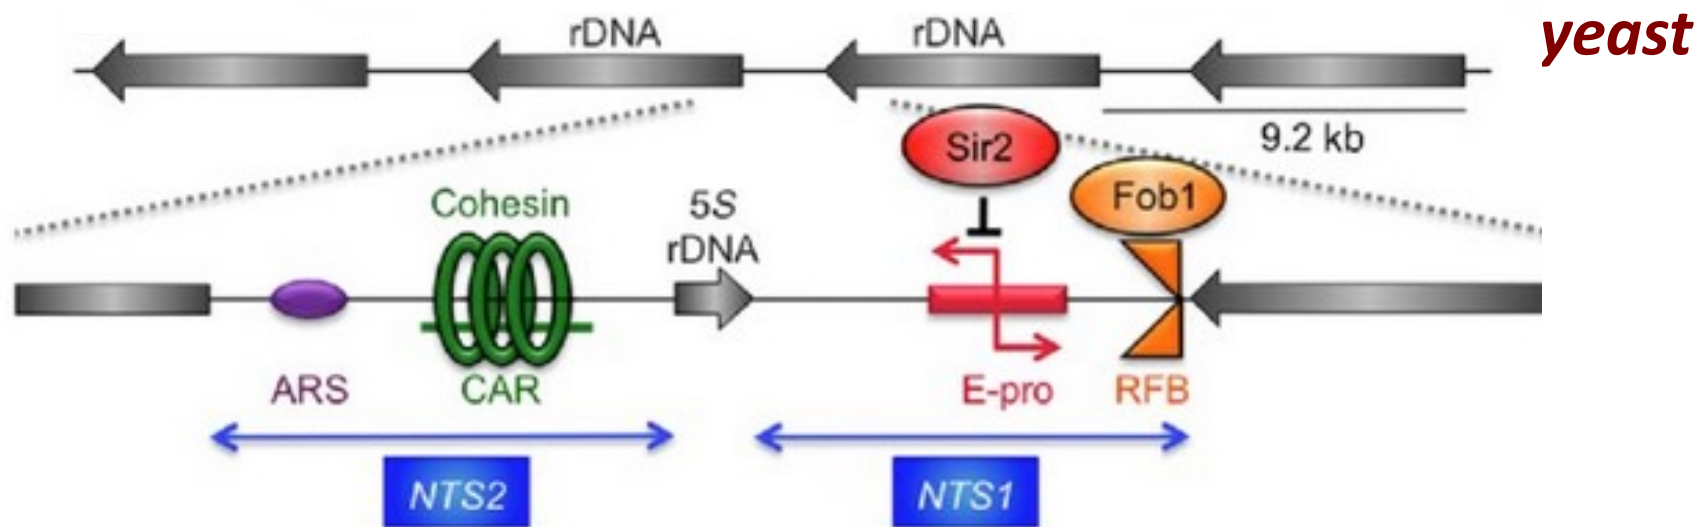 yeast
rDNA
rDNA
9.2 kb
Sir2
Fob1
Cohesin
5S
rDNA
ARS
CAR
E-pro
RFB
NTS2
NTS1